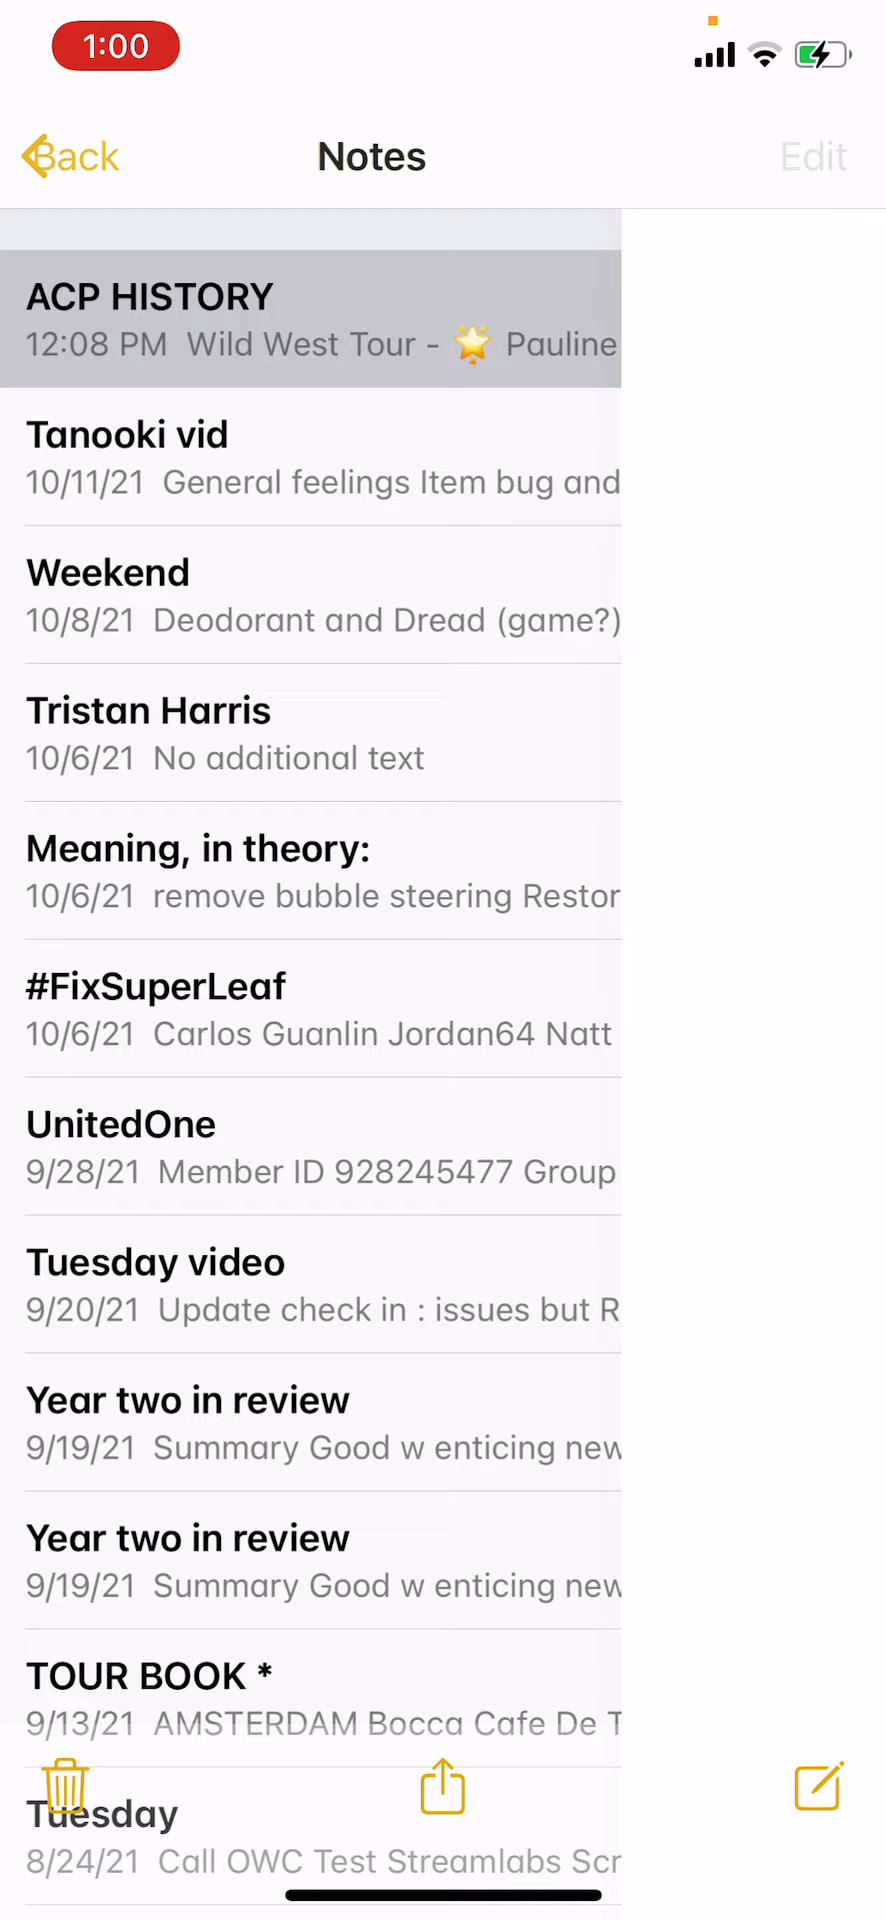 1:00
Back Notes Edit
ACP HISTORY
12:08 PM Wild West Tour - 🌟 Pauline
Tanooki vid
10/11/21 General feelings Item bug and
Weekend
10/8/21 Deodorant and Dread (game?)
Tristan Harris
10/6/21 No additional text
Meaning, in theory:
10/6/21 remove bubble steering Restor
#FixSuperLeaf
10/6/21 Carlos Guanlin Jordan64 Natt
UnitedOne
9/28/21 Member ID 928245477 Group
Tuesday video
9/20/21 Update check in : issues but R
Year two in review
9/19/21 Summary Good w enticing new
Year two in review
9/19/21 Summary Good w enticing new
TOUR BOOK *
9/13/21 AMSTERDAM Bocca Cafe De T
Tuesday
8/24/21 Call OWC Test Streamlabs Scr